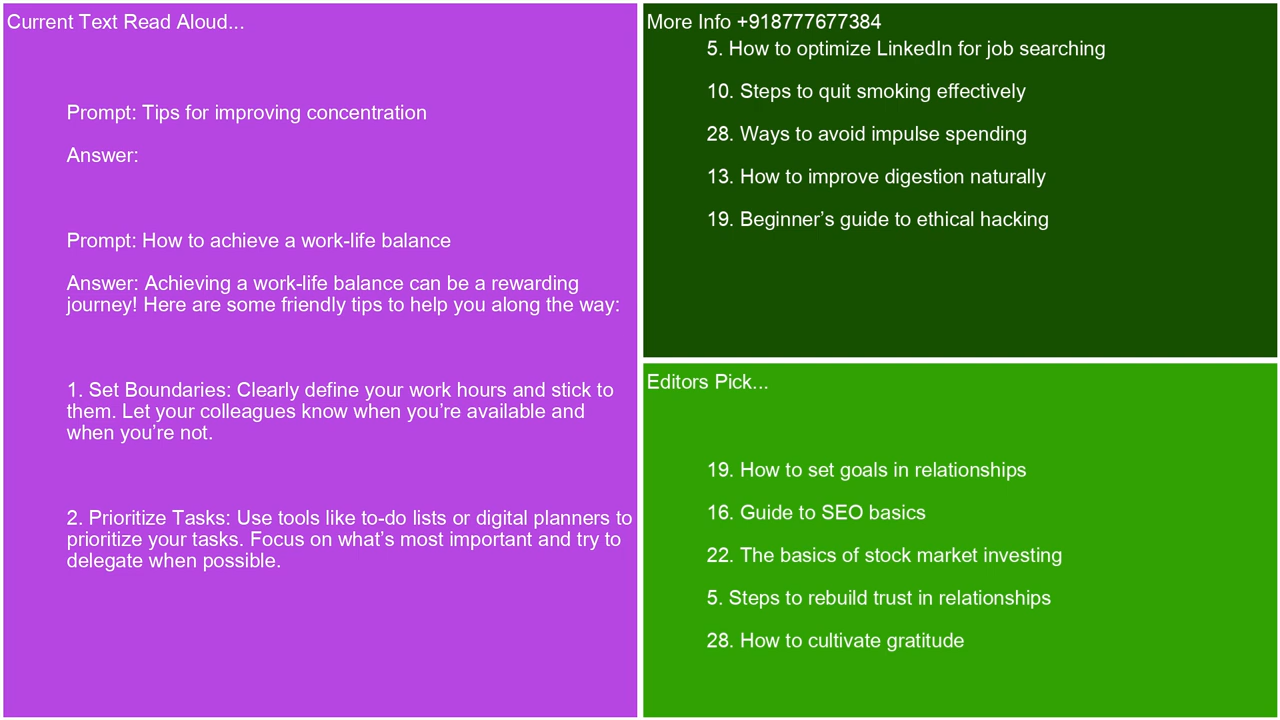 Current Text Read Aloud...
Prompt: Tips for improving concentration
Answer:
Prompt: How to achieve a work-life balance
Answer: Achieving a work-life balance can be a rewarding
journey! Here are some friendly tips to help you along the way:
1. Set Boundaries: Clearly define your work hours and stick to
them. Let your colleagues know when you’re available and
when you’re not.
2. Prioritize Tasks: Use tools like to-do lists or digital planners to
prioritize your tasks. Focus on what’s most important and try to
delegate when possible.
More Info +918777677384
5. How to optimize LinkedIn for job searching
10. Steps to quit smoking effectively
28. Ways to avoid impulse spending
13. How to improve digestion naturally
19. Beginner’s guide to ethical hacking
Editors Pick...
19. How to set goals in relationships
16. Guide to SEO basics
22. The basics of stock market investing
5. Steps to rebuild trust in relationships
28. How to cultivate gratitude